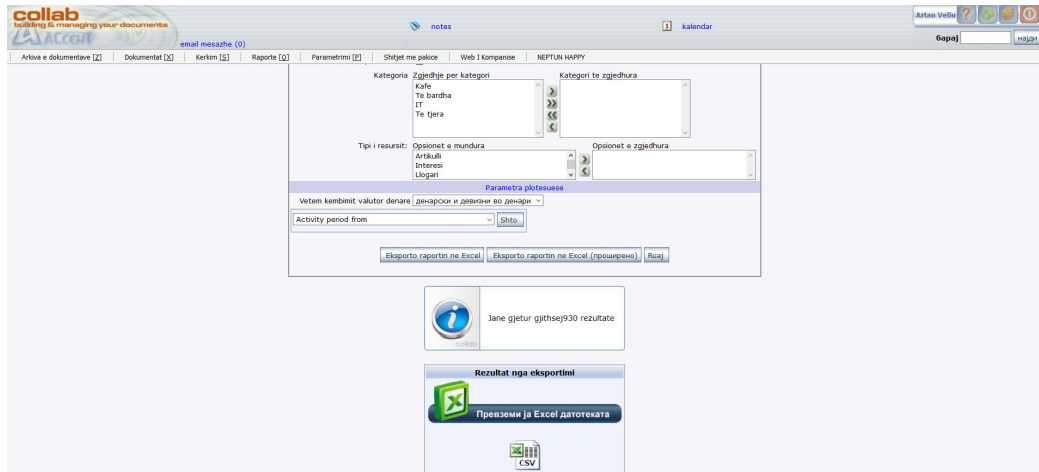 collab
building & managing your documents
Accent
email mesazhe (0)
notes
1 kalendar
Artan Veliu ?
барај најди
Arkiva e dokumentave [Z] Dokumentat [X] Kerkim [S] Raporte [Q] Parametrimi [P] Shitjet me pakice Web I Kompanise NEPTUN HAPPY
Kategoria Zgjedhje per kategori Kategori te zgjedhura
Kafe
Te bardha
IT
Te tjera
Tipi i resursit: Opsionet e mundura Opsionet e zgjedhura
Artikulli
Interesi
Llogari
Parametra plotesuese
Vetem kembimit valutor denare денарски и девизни во денари
Activity period from Shto
Eksporto raportin ne Excel Eksporto raportin ne Excel (проширено) Ruaj
Jane gjetur gjithsej930 rezultate
collab
Rezultat nga eksportimi
Превземи ја Excel датотеката
CSV